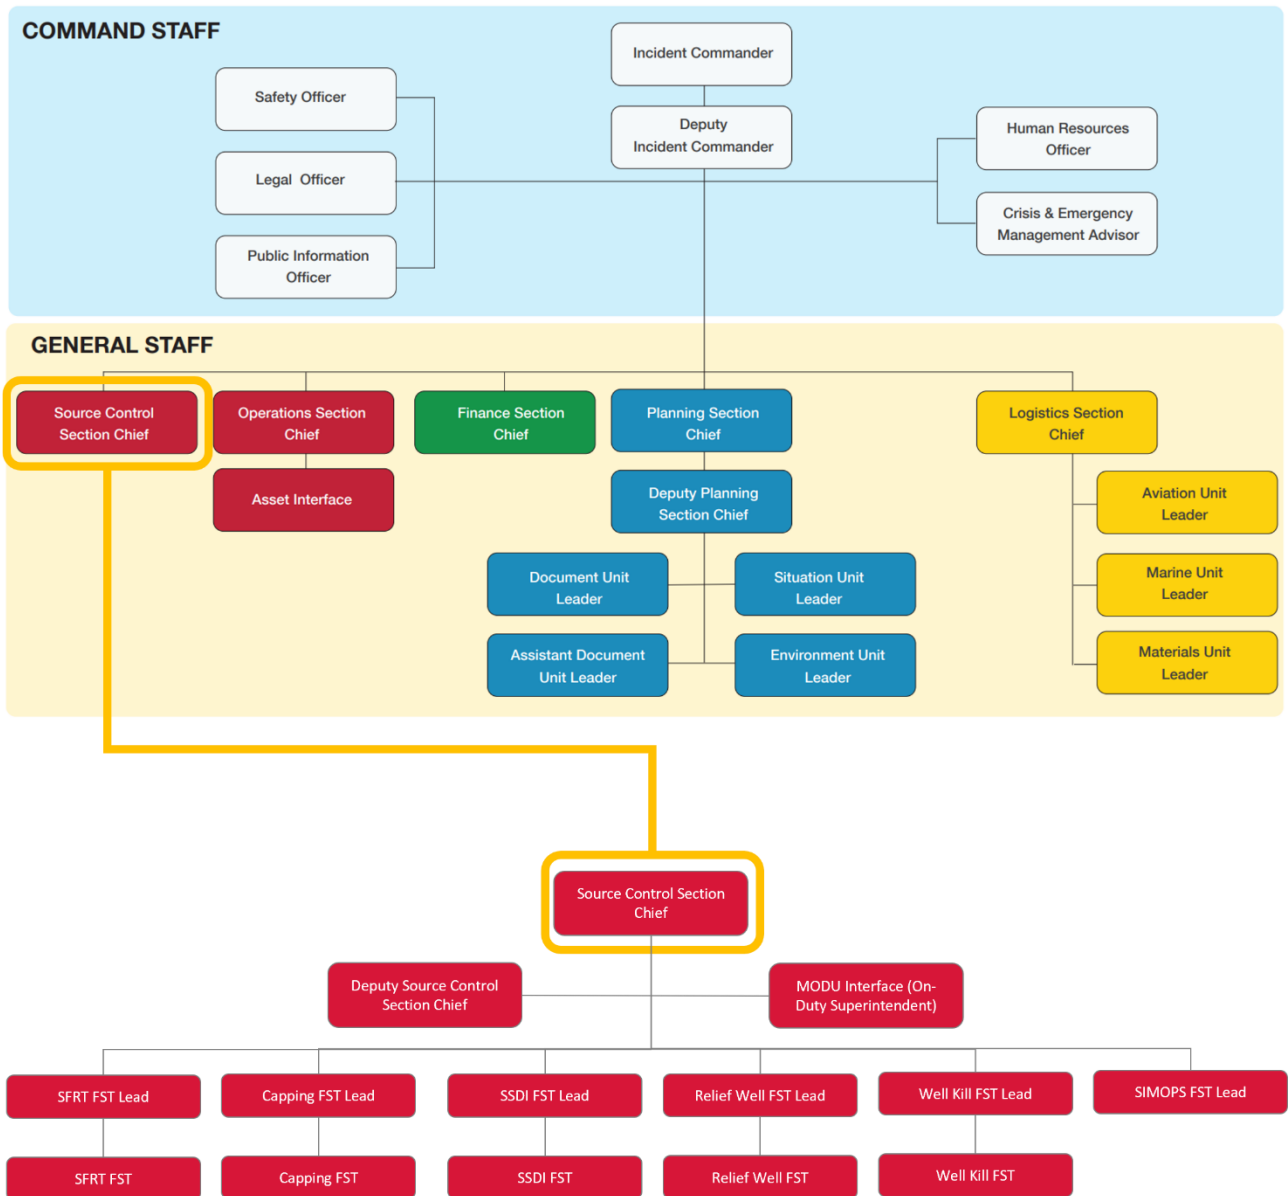 COMMAND STAFF
Incident Commander
Safety Officer
Deputy
Incident Commander
Human Resources
Officer
Legal  Officer
Crisis & Emergency
Management Advisor
Public Information
Officer
GENERAL STAFF
Source Control
Section Chief
Operations Section
Chief
Finance Section
Chief
Planning Section
Chief
Logistics Section
Chief
Asset Interface
Deputy Planning
Section Chief
Aviation Unit
Leader
Document Unit
Leader
Situation Unit
Leader
Marine Unit
Leader
Assistant Document
Unit Leader
Environment Unit
Leader
Materials Unit
Leader
Source Control Section
Chief
Deputy Source Control
Section Chief
MODU Interface (On-
Duty Superintendent)
SFRT FST Lead
Capping FST Lead
SSDI FST Lead
Relief Well FST Lead
Well Kill FST Lead
SIMOPS FST Lead
SFRT FST
Capping FST
SSDI FST
Relief Well FST
Well Kill FST